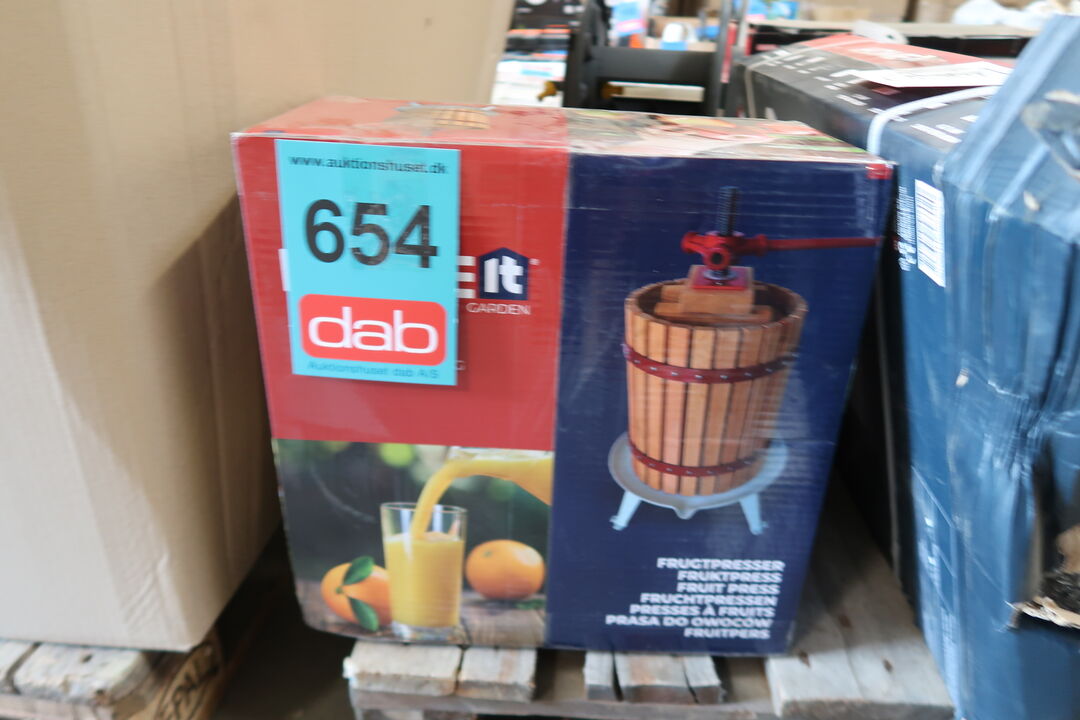 www.auktionshuset.dk
654
dab
Auktionshuset dab A/S
It
GARDEN
FRUGTPRESSER
FRUKTPRESS
FRUIT PRESS
FRUCHTPRESSEN
PRESSES À FRUITS
PRASA DO OWOCÓW
FRUITPERS